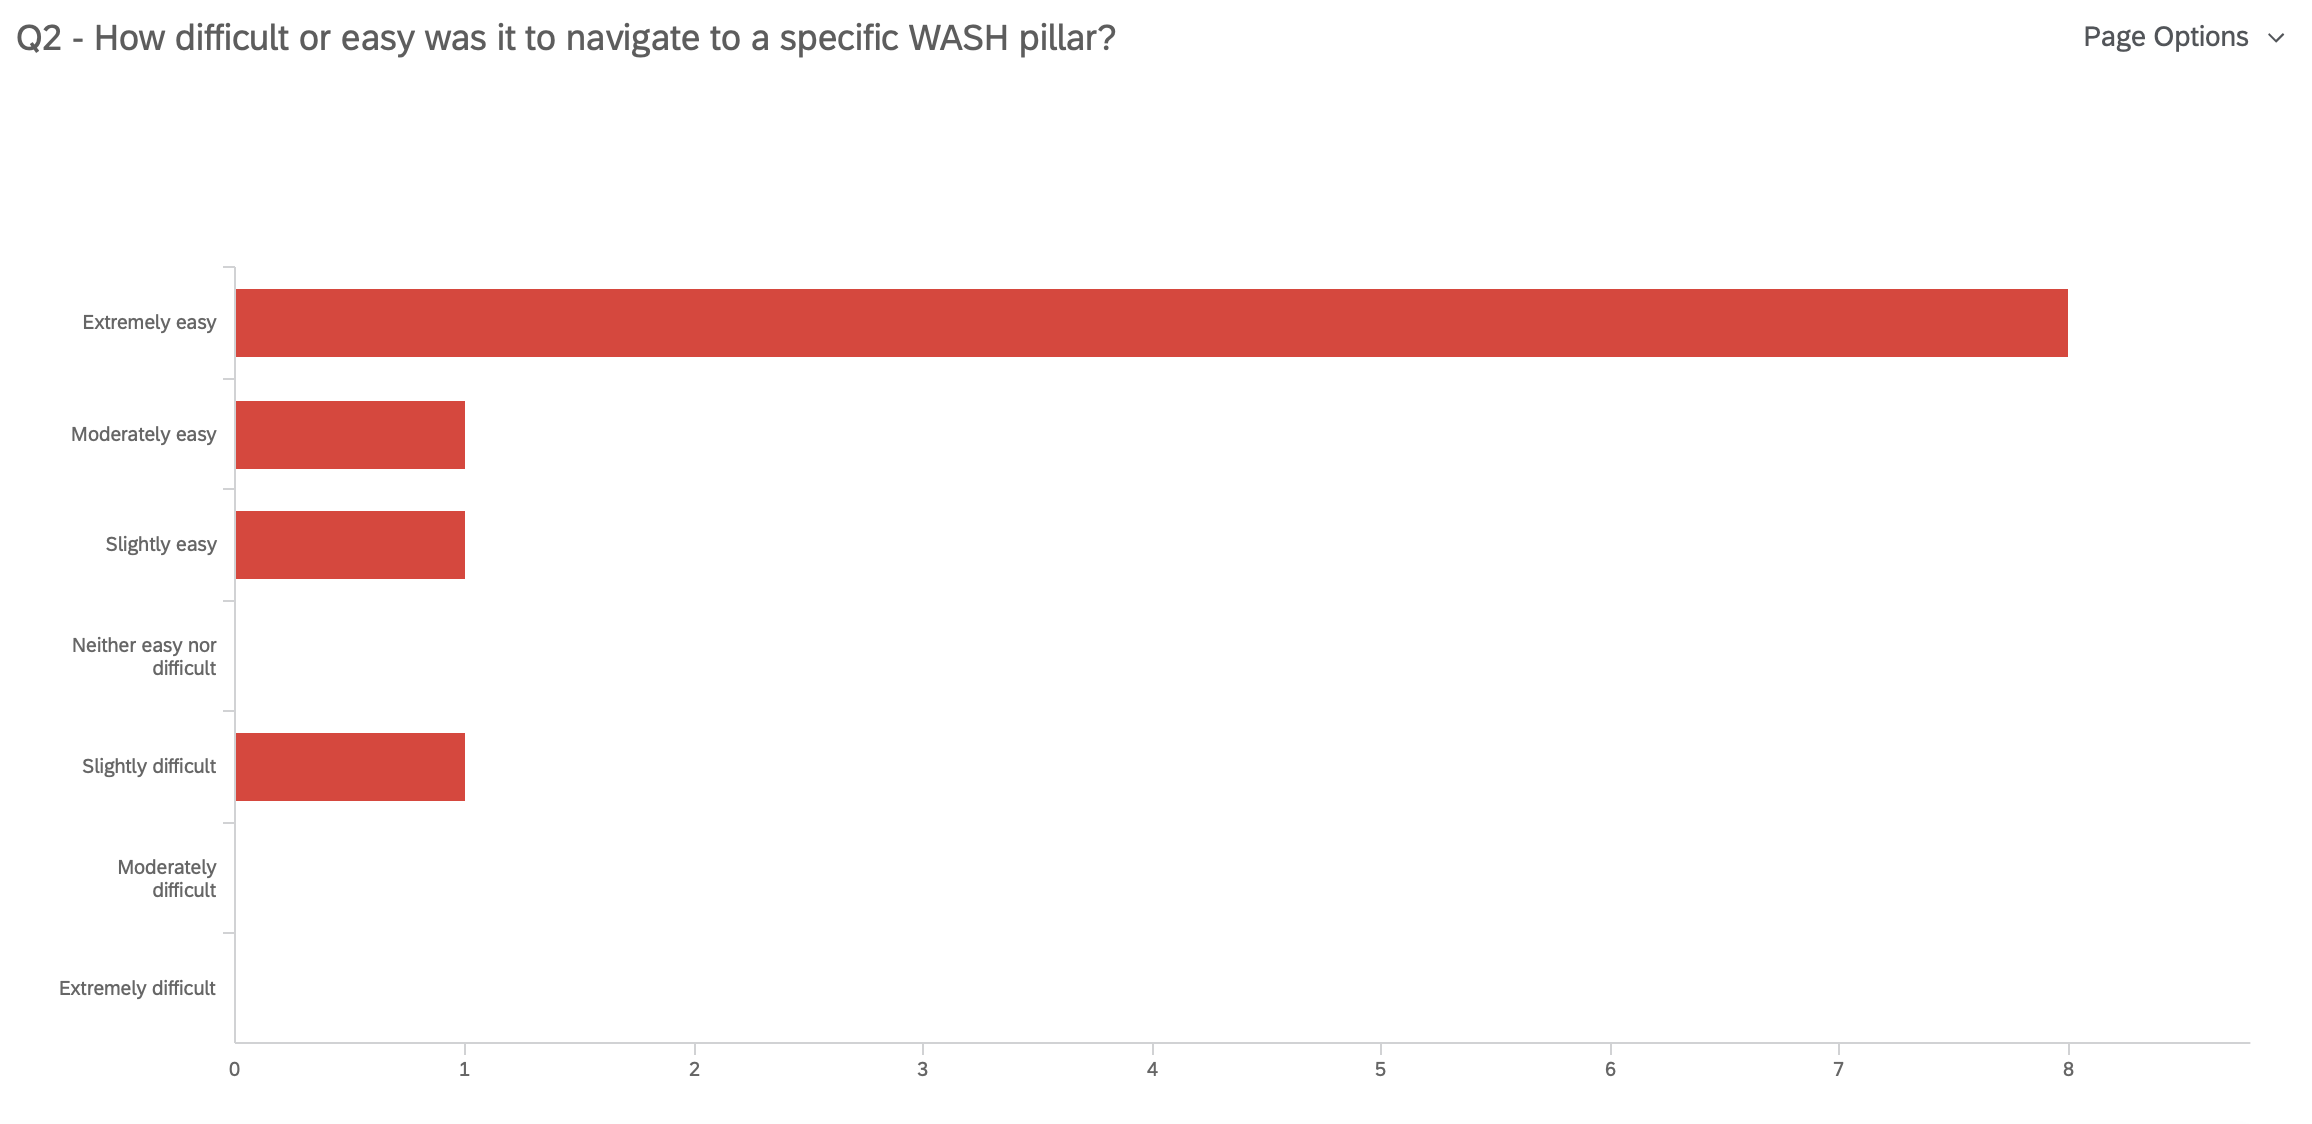 Q2 - How difficult or easy was it to navigate to a specific WASH pillar?
Page Options
Extremely easy
Moderately easy
Slightly easy
Neither easy nor
difficult
Slightly difficult
Moderately
difficult
Extremely difficult
0 1 2 3 4 5 6 7 8